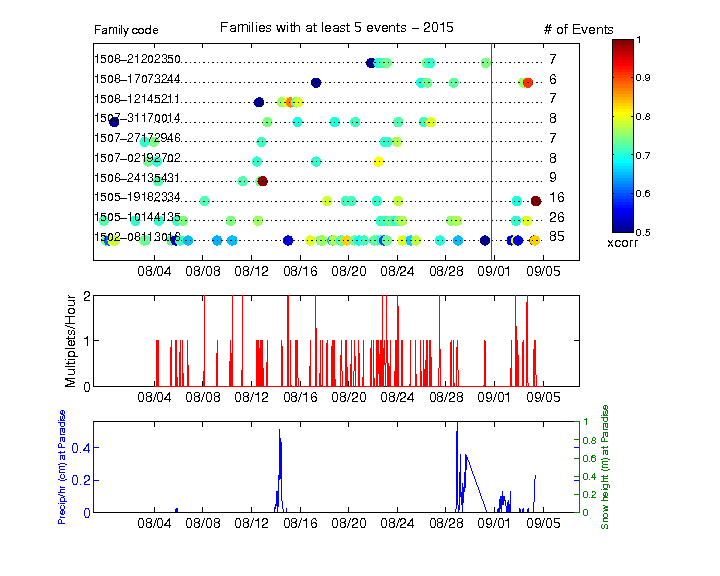 Family code
Families with at least 5 events – 2015
# of Events
1508–21202350 7
1508–17073244 6
1508–12145211 7
1507–31170014 8
1507–27172946 7
1507–02192702 8
1506–24135431 9
1505–19182334 16
1505–10144135 26
1502–08113016 85
08/04 08/08 08/12 08/16 08/20 08/24 08/28 09/01 09/05
1
0.9
0.8
0.7
0.6
0.5
xcorr
Multiplets/Hour
2
1
0
08/04 08/08 08/12 08/16 08/20 08/24 08/28 09/01 09/05
Precip/hr (cm) at Paradise
0.4
0.2
0
08/04 08/08 08/12 08/16 08/20 08/24 08/28 09/01 09/05
1
0.8
0.6
0.4
0.2
0
Snow height (m) at Paradise